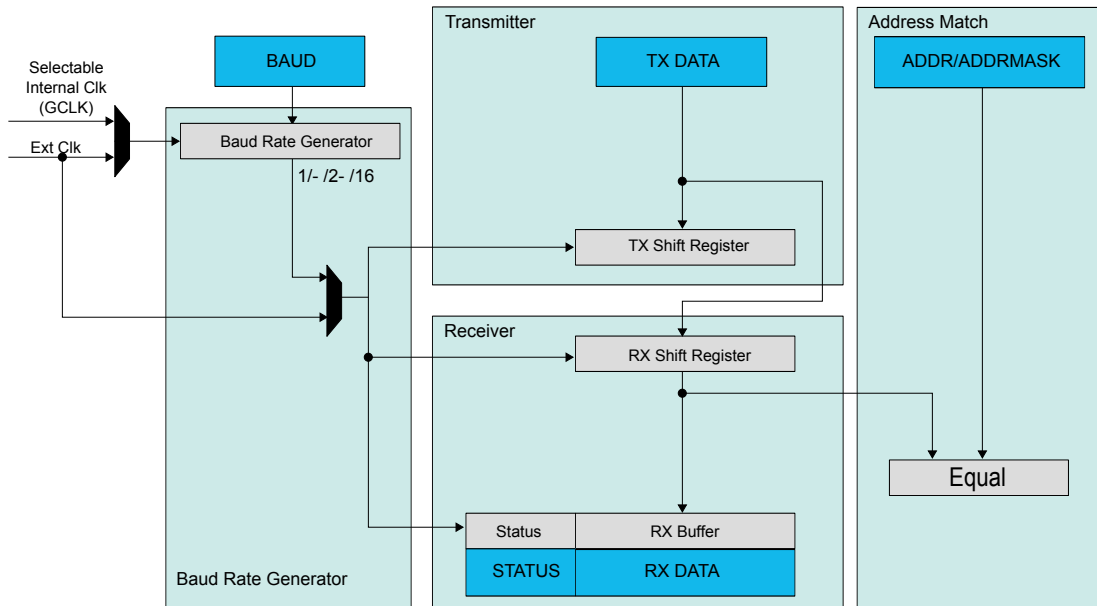 Transmitter
Address Match
BAUD
TX DATA
ADDR/ADDRMASK
Selectable
Internal Clk
(GCLK)
Ext Clk
Baud Rate Generator
1/- /2- /16
TX Shift Register
Receiver
RX Shift Register
Equal
Status
RX Buffer
STATUS
RX DATA
Baud Rate Generator